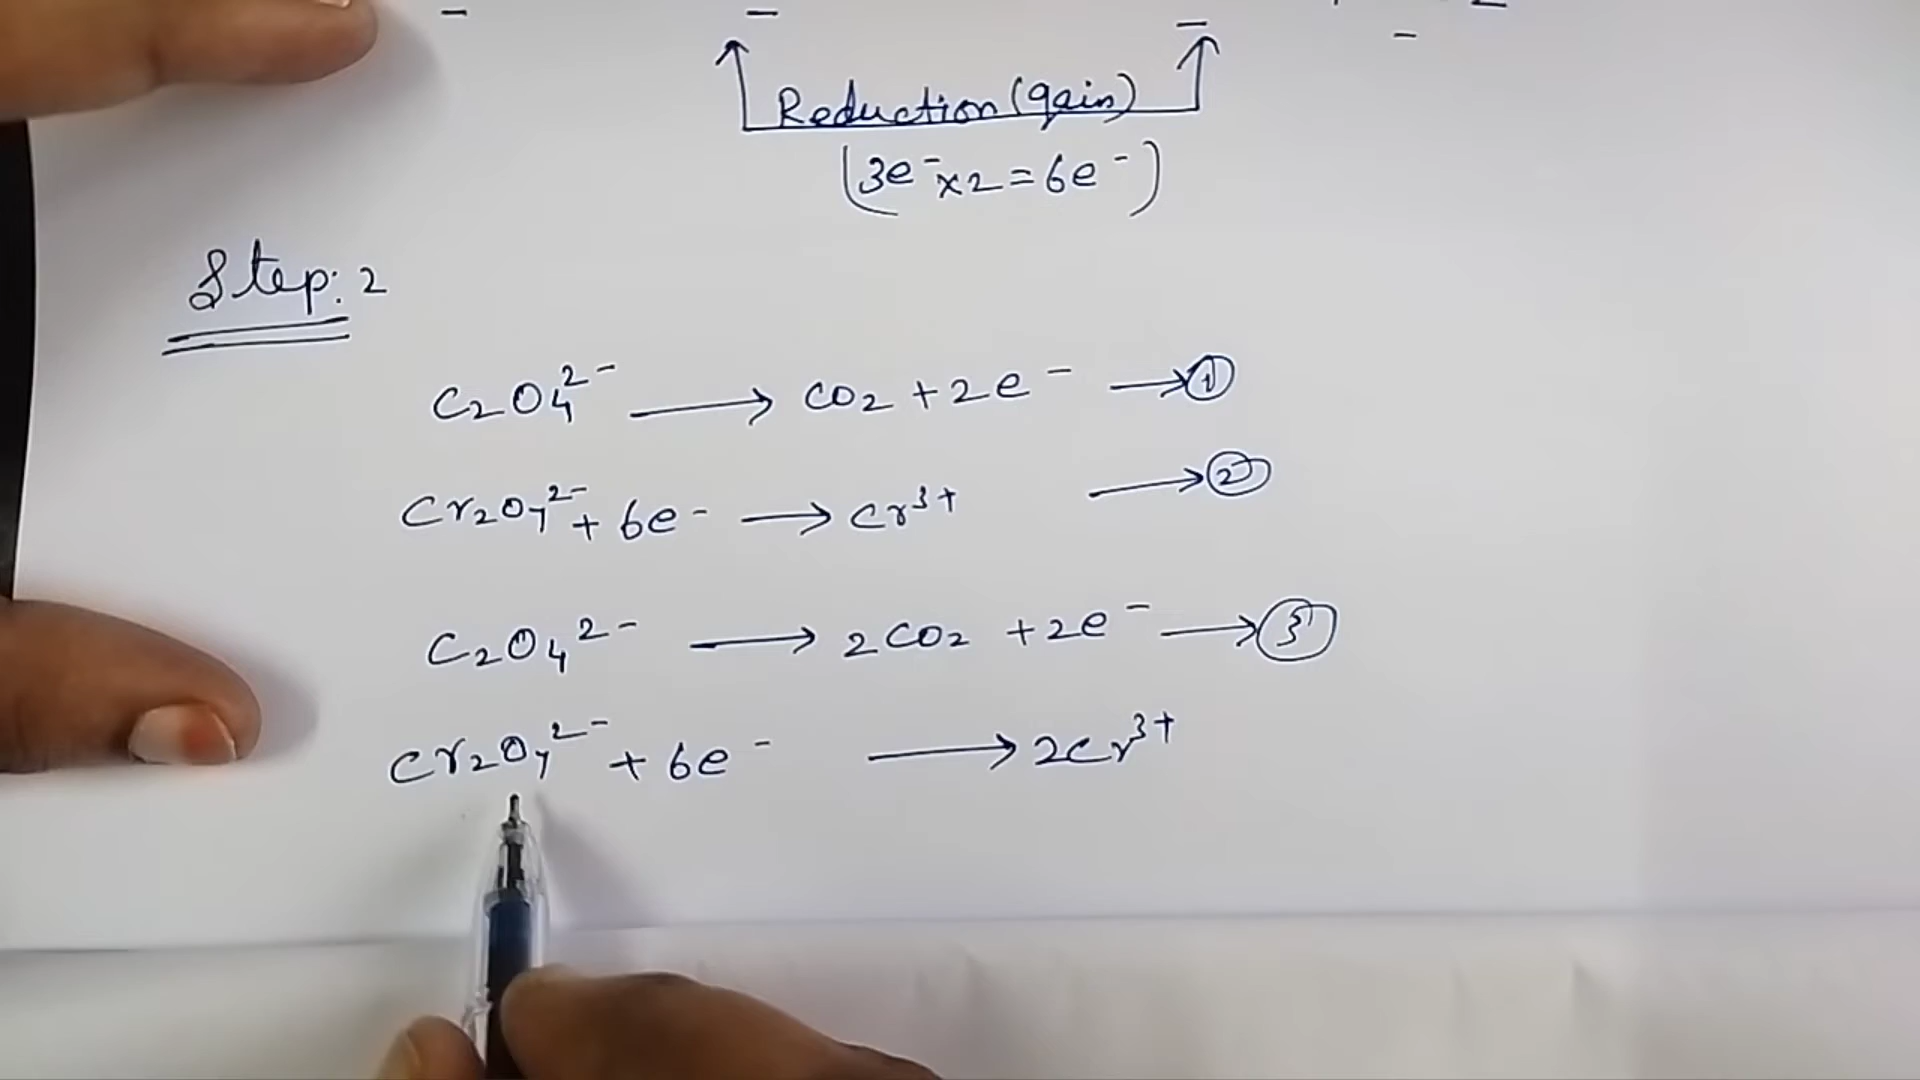 Reduction (gain)
(3e⁻ x 2 = 6e⁻)
Step: 2
C₂O₄²⁻ ⟶ CO₂ + 2e⁻ ⟶ ①
Cr₂O₇²⁻ + 6e⁻ ⟶ Cr³⁺ ⟶ ②
C₂O₄²⁻ ⟶ 2CO₂ + 2e⁻ ⟶ ③
Cr₂O₇²⁻ + 6e⁻ ⟶ 2Cr³⁺